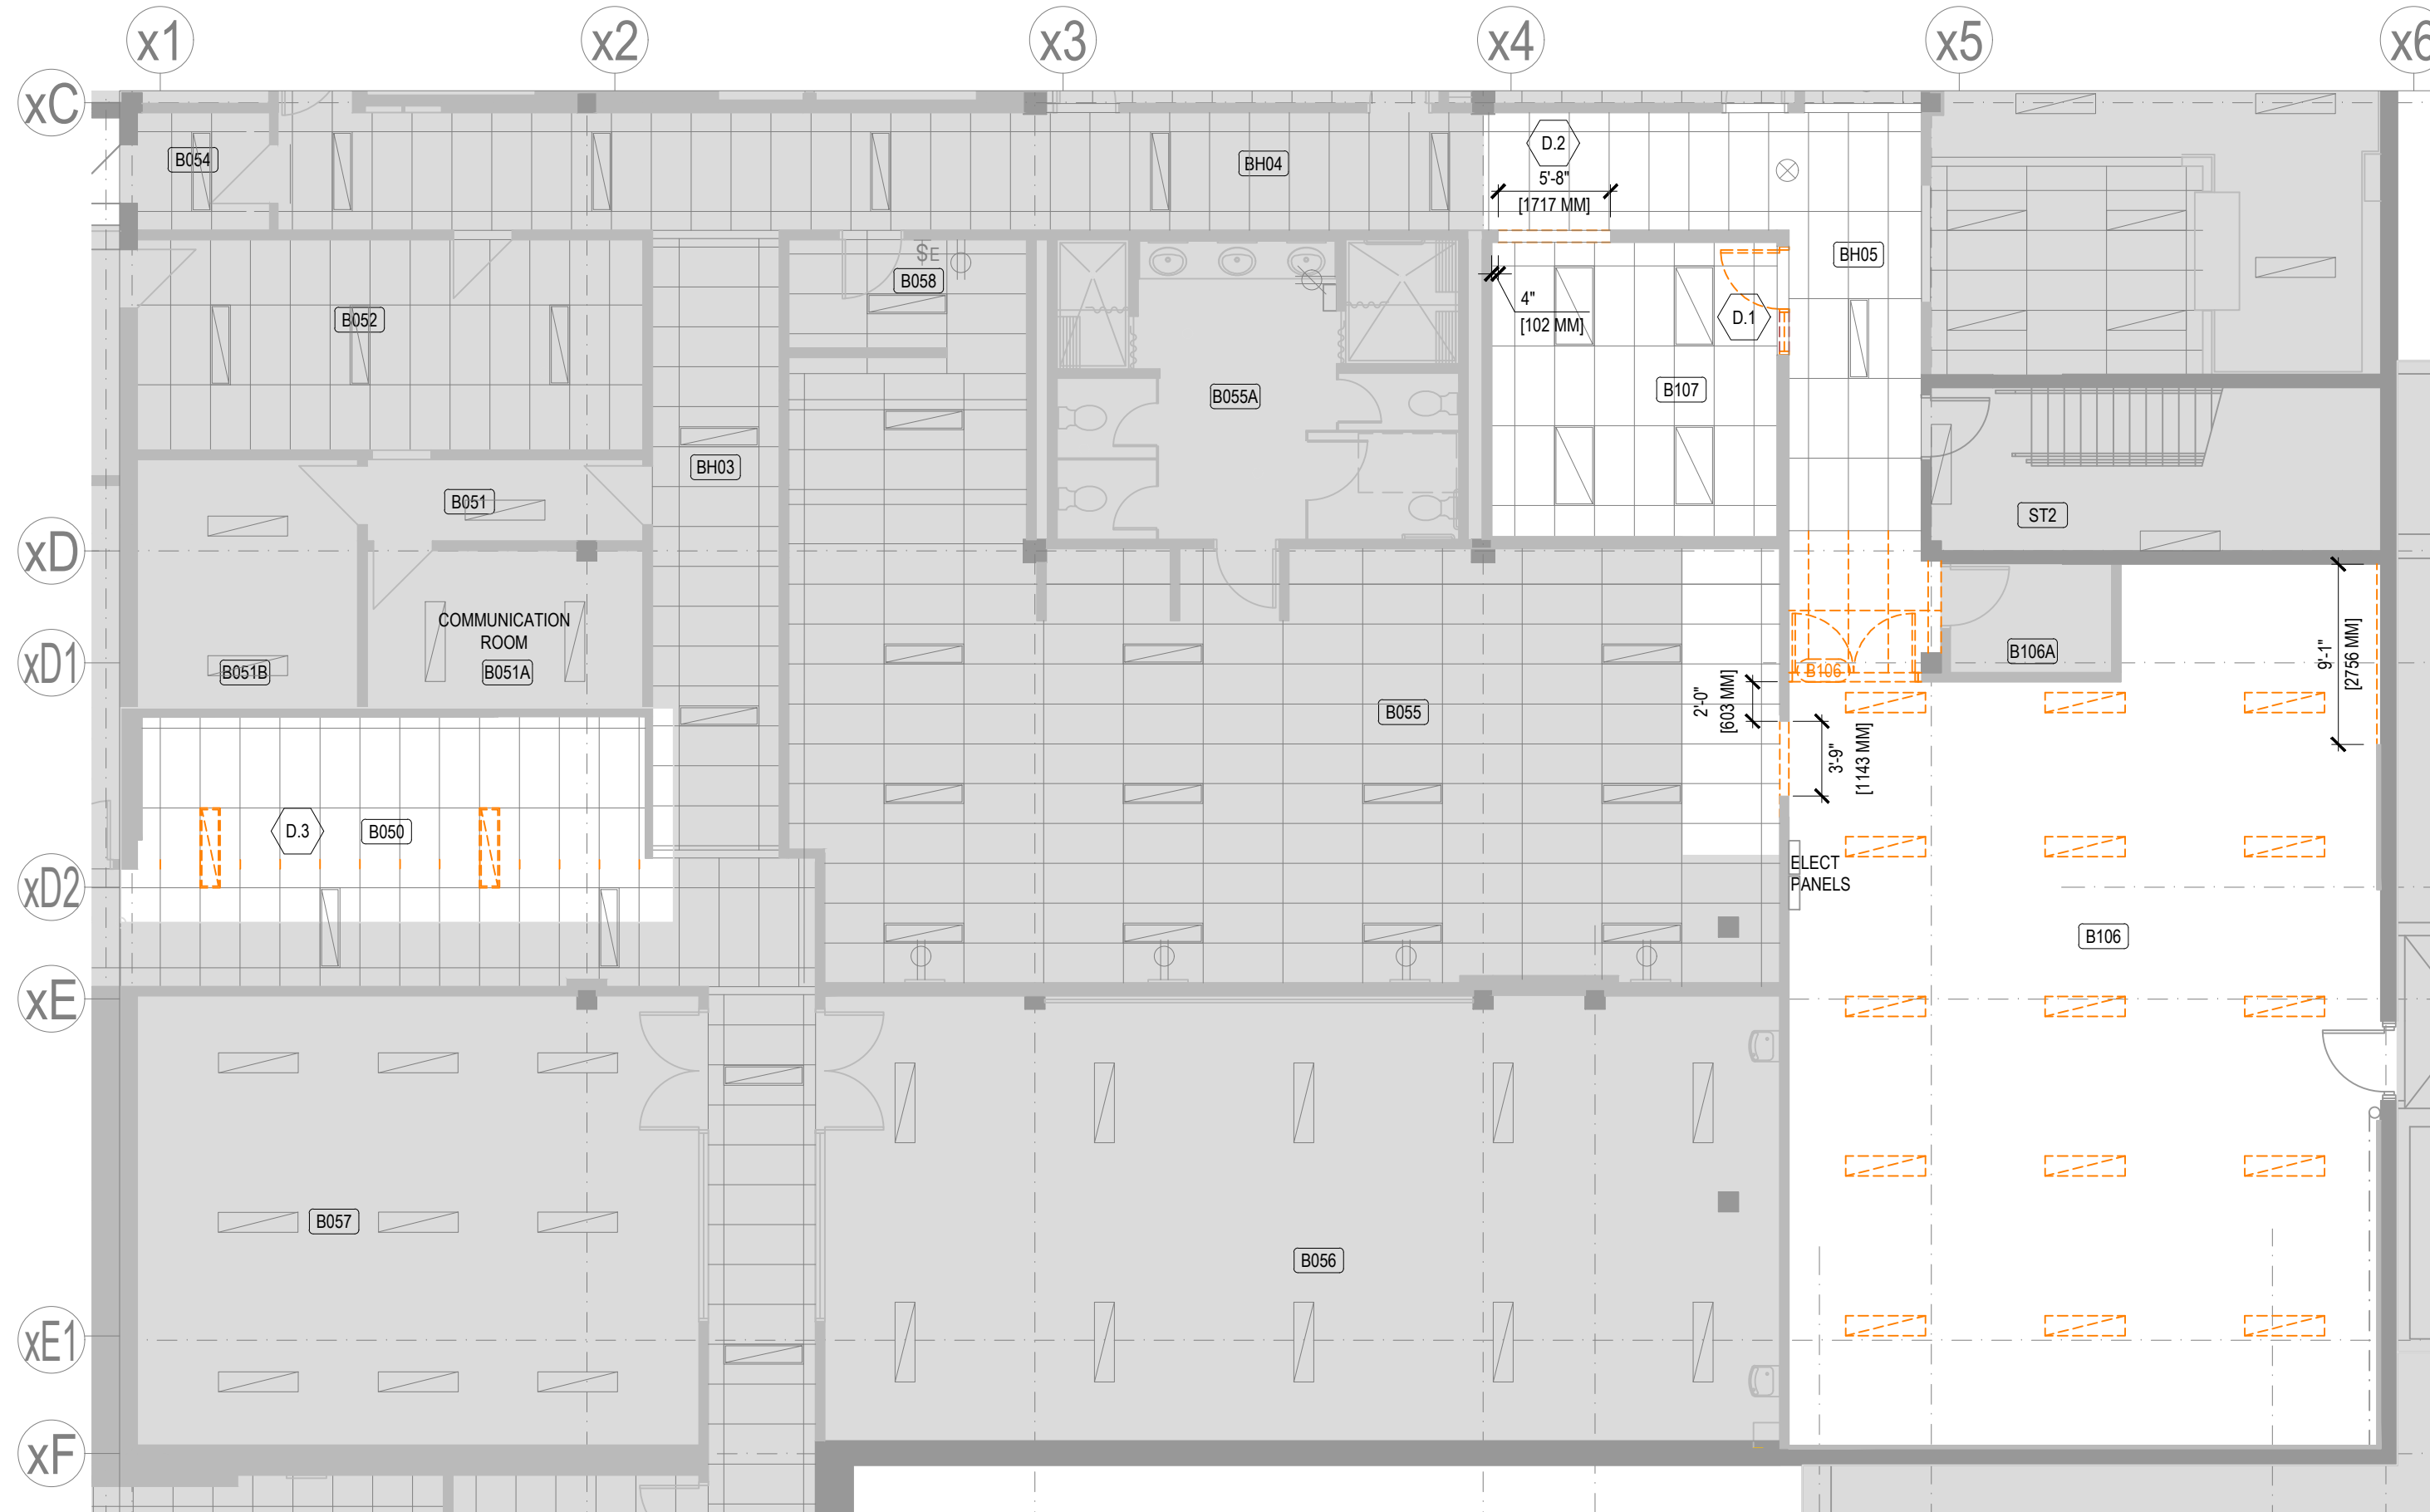 x1
x2
x3
x4
x5
x6
xC
D.2
5'-8"
[1717 MM]
B054
BH04
BH05
SE
B058
4"
[102 MM]
D.1
B052
B055A
B107
BH03
B051
ST2
xD
COMMUNICATION
ROOM
B051B
B051A
xD1
B106A
B106
9'-1"
[2756 MM]
2'-0"
[603 MM]
B055
3'-9"
[1143 MM]
D.3
B050
ELECT
PANELS
xD2
B106
xE
B057
B056
xE1
xF